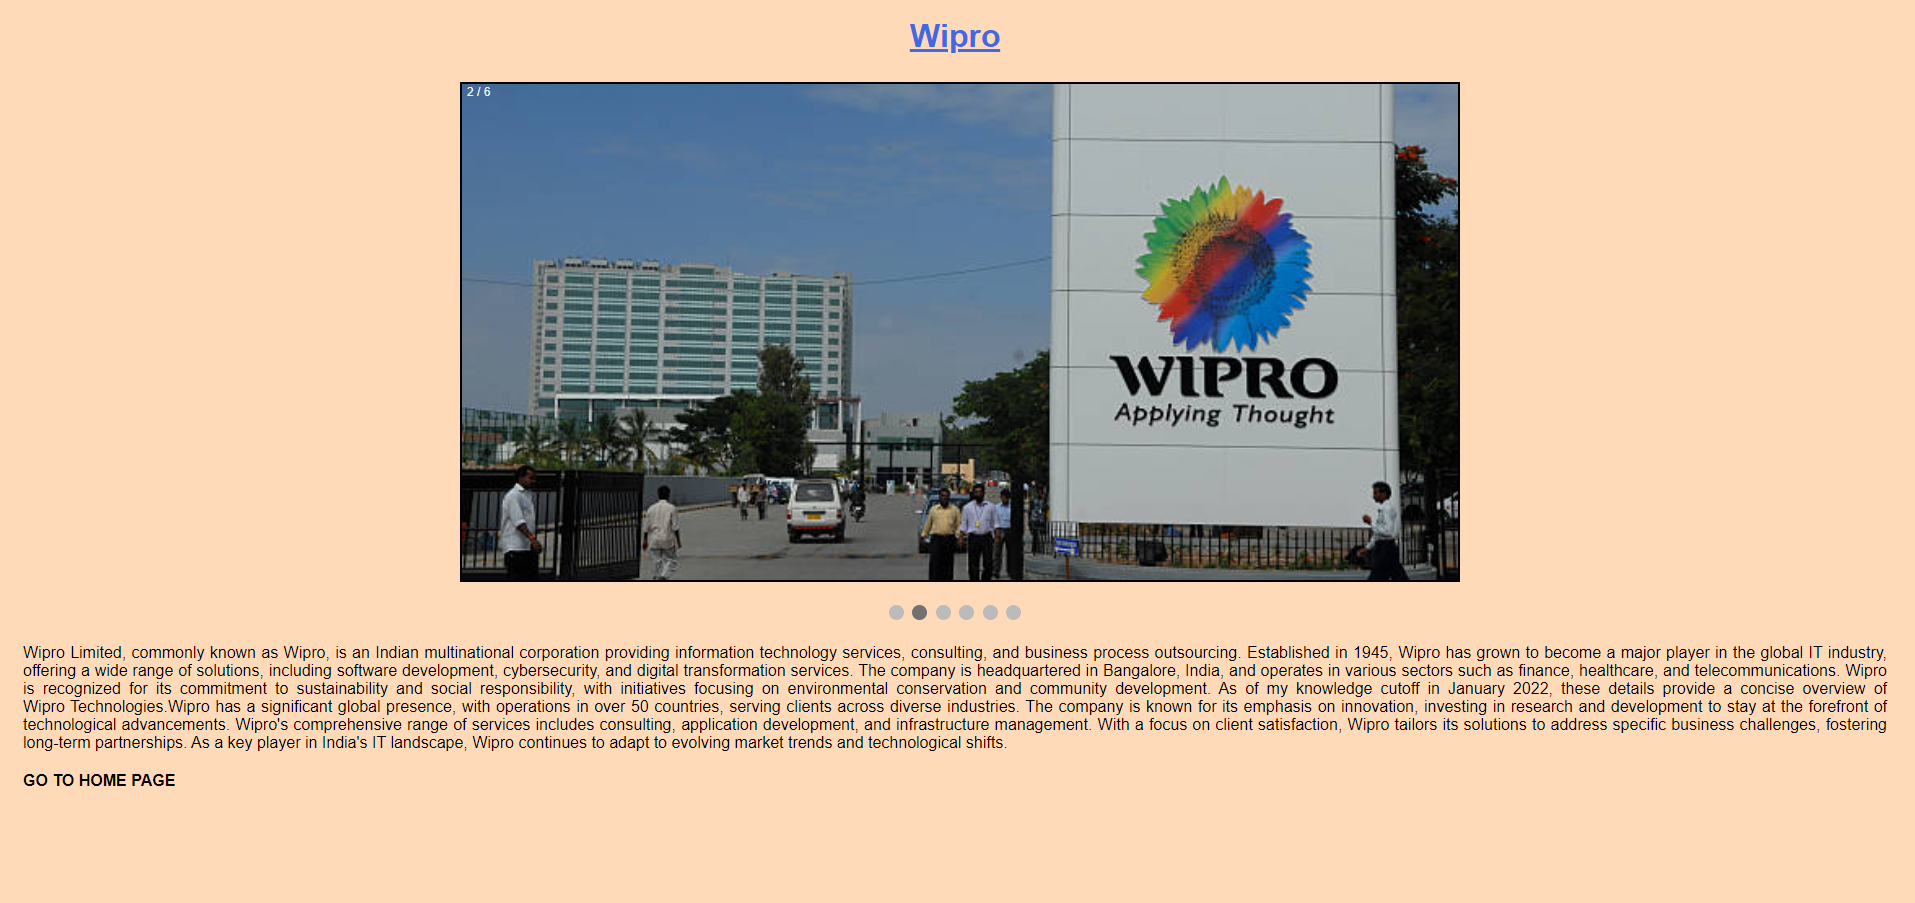 Wipro
2 / 6
WIPRO
Applying Thought
Wipro Limited, commonly known as Wipro, is an Indian multinational corporation providing information technology services, consulting, and business process outsourcing. Established in 1945, Wipro has grown to become a major player in the global IT industry,
offering a wide range of solutions, including software development, cybersecurity, and digital transformation services. The company is headquartered in Bangalore, India, and operates in various sectors such as finance, healthcare, and telecommunications. Wipro
is recognized for its commitment to sustainability and social responsibility, with initiatives focusing on environmental conservation and community development. As of my knowledge cutoff in January 2022, these details provide a concise overview of
Wipro Technologies.Wipro has a significant global presence, with operations in over 50 countries, serving clients across diverse industries. The company is known for its emphasis on innovation, investing in research and development to stay at the forefront of
technological advancements. Wipro's comprehensive range of services includes consulting, application development, and infrastructure management. With a focus on client satisfaction, Wipro tailors its solutions to address specific business challenges, fostering
long-term partnerships. As a key player in India's IT landscape, Wipro continues to adapt to evolving market trends and technological shifts.
GO TO HOME PAGE